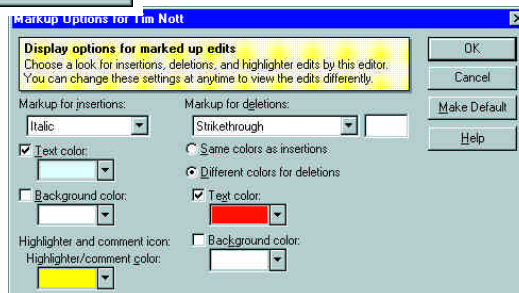 Markup Options for Tim Nott
Display options for marked up edits
Choose a look for insertions, deletions, and highlighter edits by this editor.
You can change these settings at anytime to view the edits differently.
OK
Cancel
Make Default
Help
Markup for insertions:
Italic
Text color:
Background color:
Highlighter and comment icon:
Highlighter/comment color:
Markup for deletions:
Strikethrough
Same colors as insertions
Different colors for deletions
Text color:
Background color: